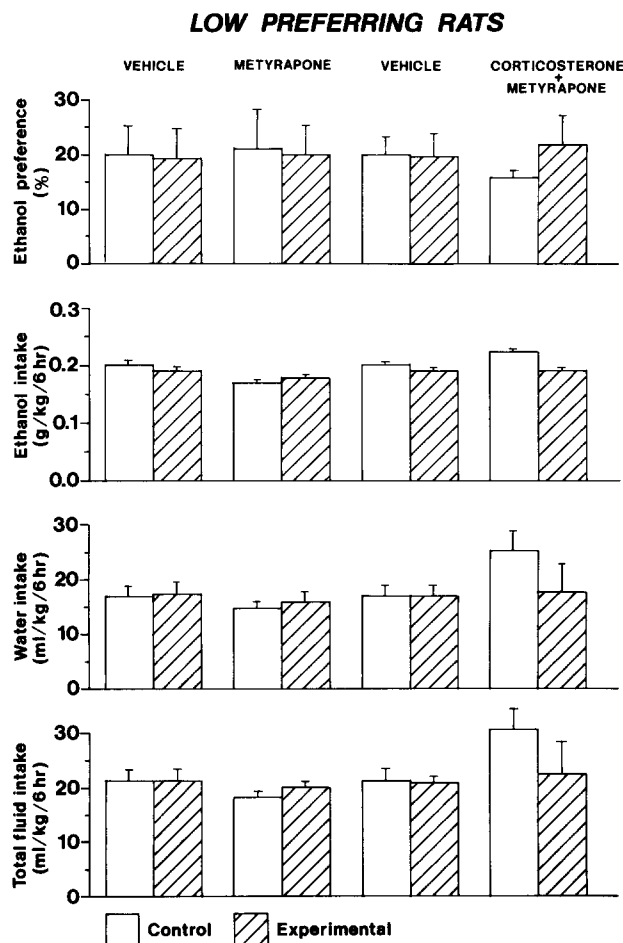 LOW PREFERRING RATS
VEHICLE METYRAPONE VEHICLE CORTICOSTERONE
+
METYRAPONE
Ethanol preference
(%)
30
20
10
0
Ethanol intake
(g/kg/6 hr)
0.3
0.2
0.1
0.0
Water intake
(ml/kg/6 hr)
30
20
10
0
Total fluid intake
(ml/kg/6 hr)
30
20
10
0
Control Experimental